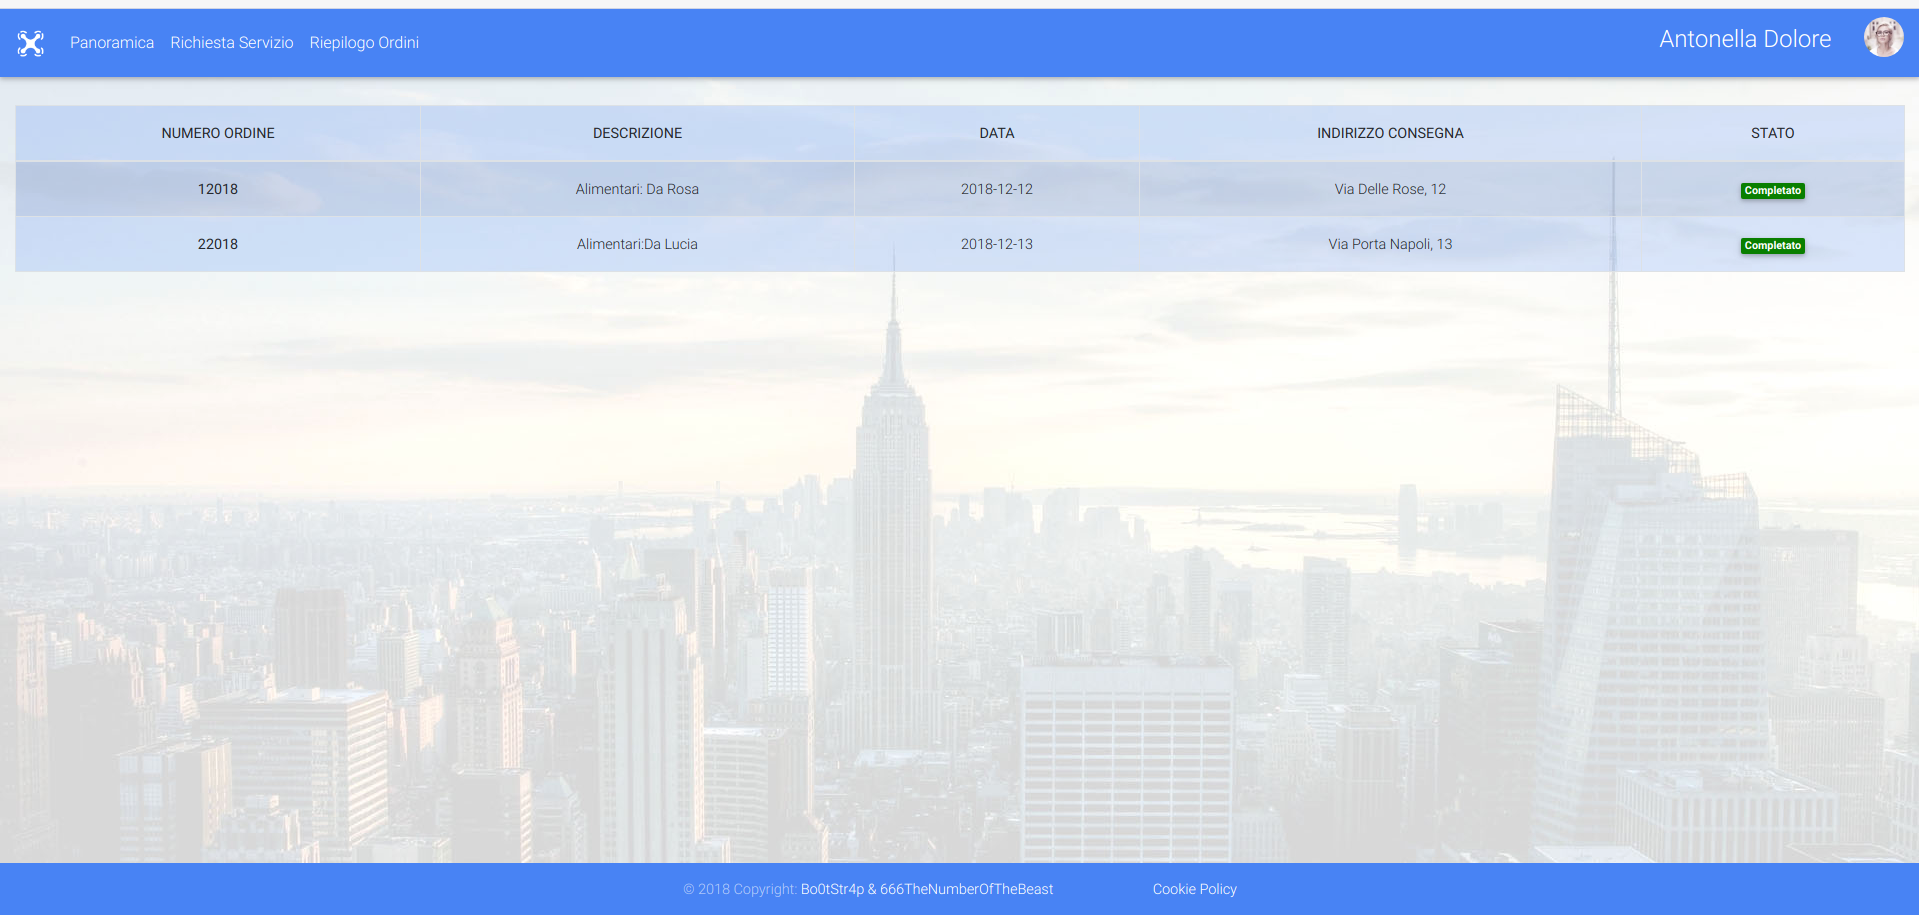 Panoramica Richiesta Servizio Riepilogo Ordini Antonella Dolore
NUMERO ORDINE DESCRIZIONE DATA INDIRIZZO CONSEGNA STATO
12018 Alimentari: Da Rosa 2018-12-12 Via Delle Rose, 12 Completato
22018 Alimentari:Da Lucia 2018-12-13 Via Porta Napoli, 13 Completato
© 2018 Copyright: Bo0tStr4p & 666TheNumberOfTheBeast Cookie Policy